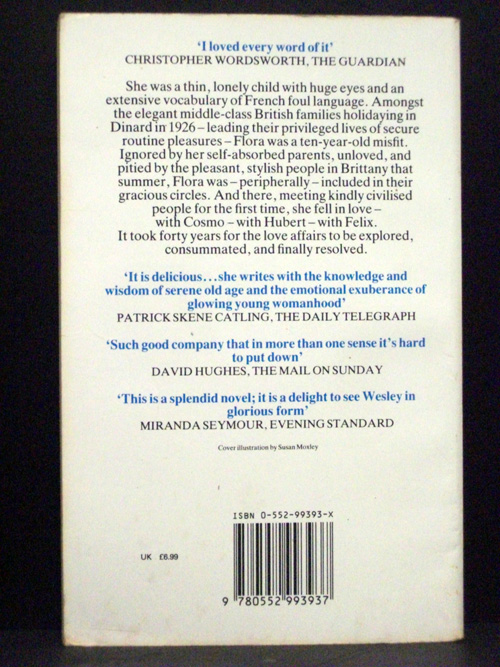 'I loved every word of it'
CHRISTOPHER WORDSWORTH, THE GUARDIAN
She was a thin, lonely child with huge eyes and an
extensive vocabulary of French foul language. Amongst
the elegant middle-class British families holidaying in
Dinard in 1926 – leading their privileged lives of secure
routine pleasures – Flora was a ten-year-old misfit.
Ignored by her self-absorbed parents, unloved, and
pitied by the pleasant, stylish people in Brittany that
summer, Flora was – peripherally – included in their
gracious circles. And there, meeting kindly civilised
people for the first time, she fell in love –
with Cosmo – with Hubert – with Felix.
It took forty years for the love affairs to be explored,
consummated, and finally resolved.
'It is delicious...she writes with the knowledge and
wisdom of serene old age and the emotional exuberance of
glowing young womanhood'
PATRICK SKENE CATLING, THE DAILY TELEGRAPH
'Such good company that in more than one sense it's hard
to put down'
DAVID HUGHES, THE MAIL ON SUNDAY
'This is a splendid novel; it is a delight to see Wesley in
glorious form'
MIRANDA SEYMOUR, EVENING STANDARD
Cover illustration by Susan Moxley
ISBN 0-552-99393-X
UK £6.99
9 780552 993937